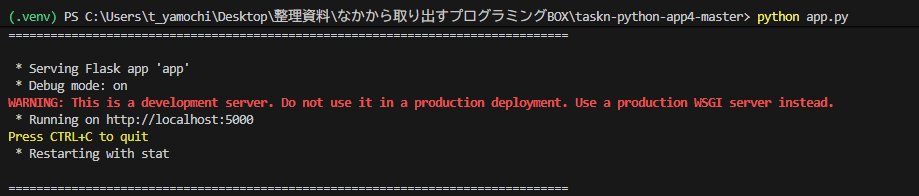 (.venv) PS C:\Users\t_yamochi\Desktop\整理資料\なかから取り出すプログラミングBOX\taskn-python-app4-master> python app.py
================================================================================
* Serving Flask app 'app'
* Debug mode: on
WARNING: This is a development server. Do not use it in a production deployment. Use a production WSGI server instead.
* Running on http://localhost:5000
Press CTRL+C to quit
* Restarting with stat
================================================================================